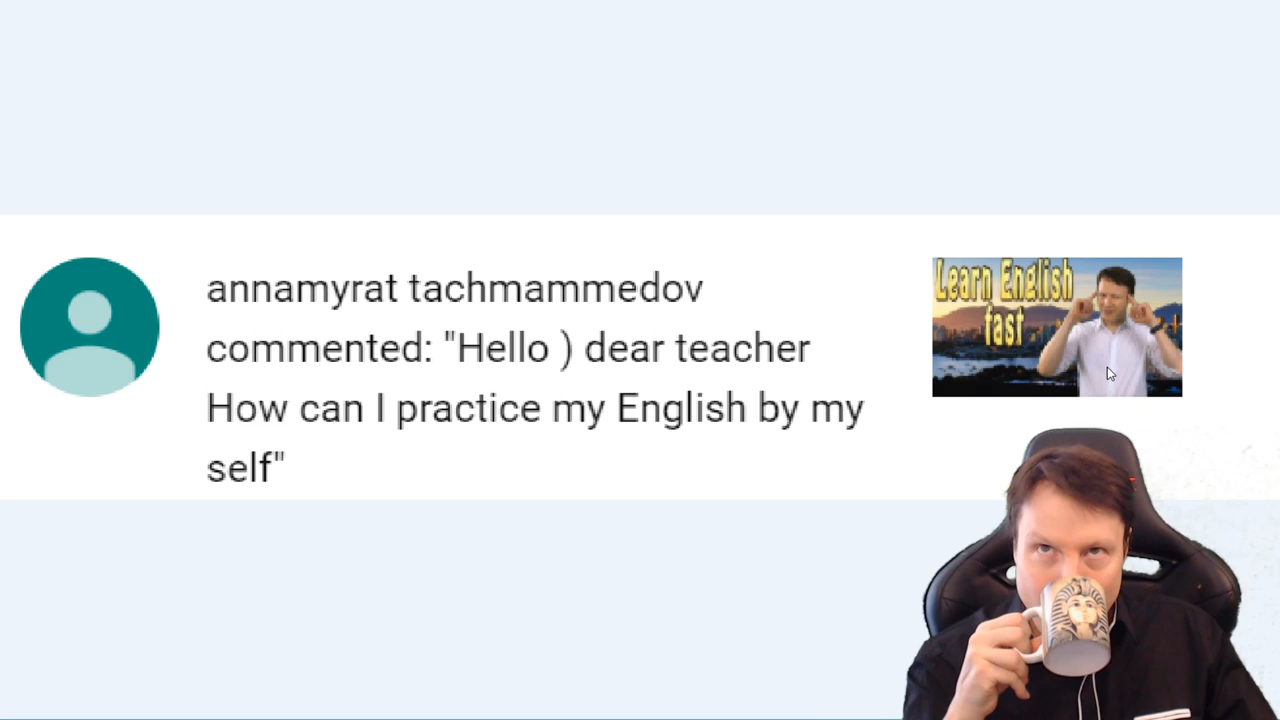 annamyrat tachmammedov
commented: "Hello ) dear teacher
How can I practice my English by my
self"
Learn English
fast